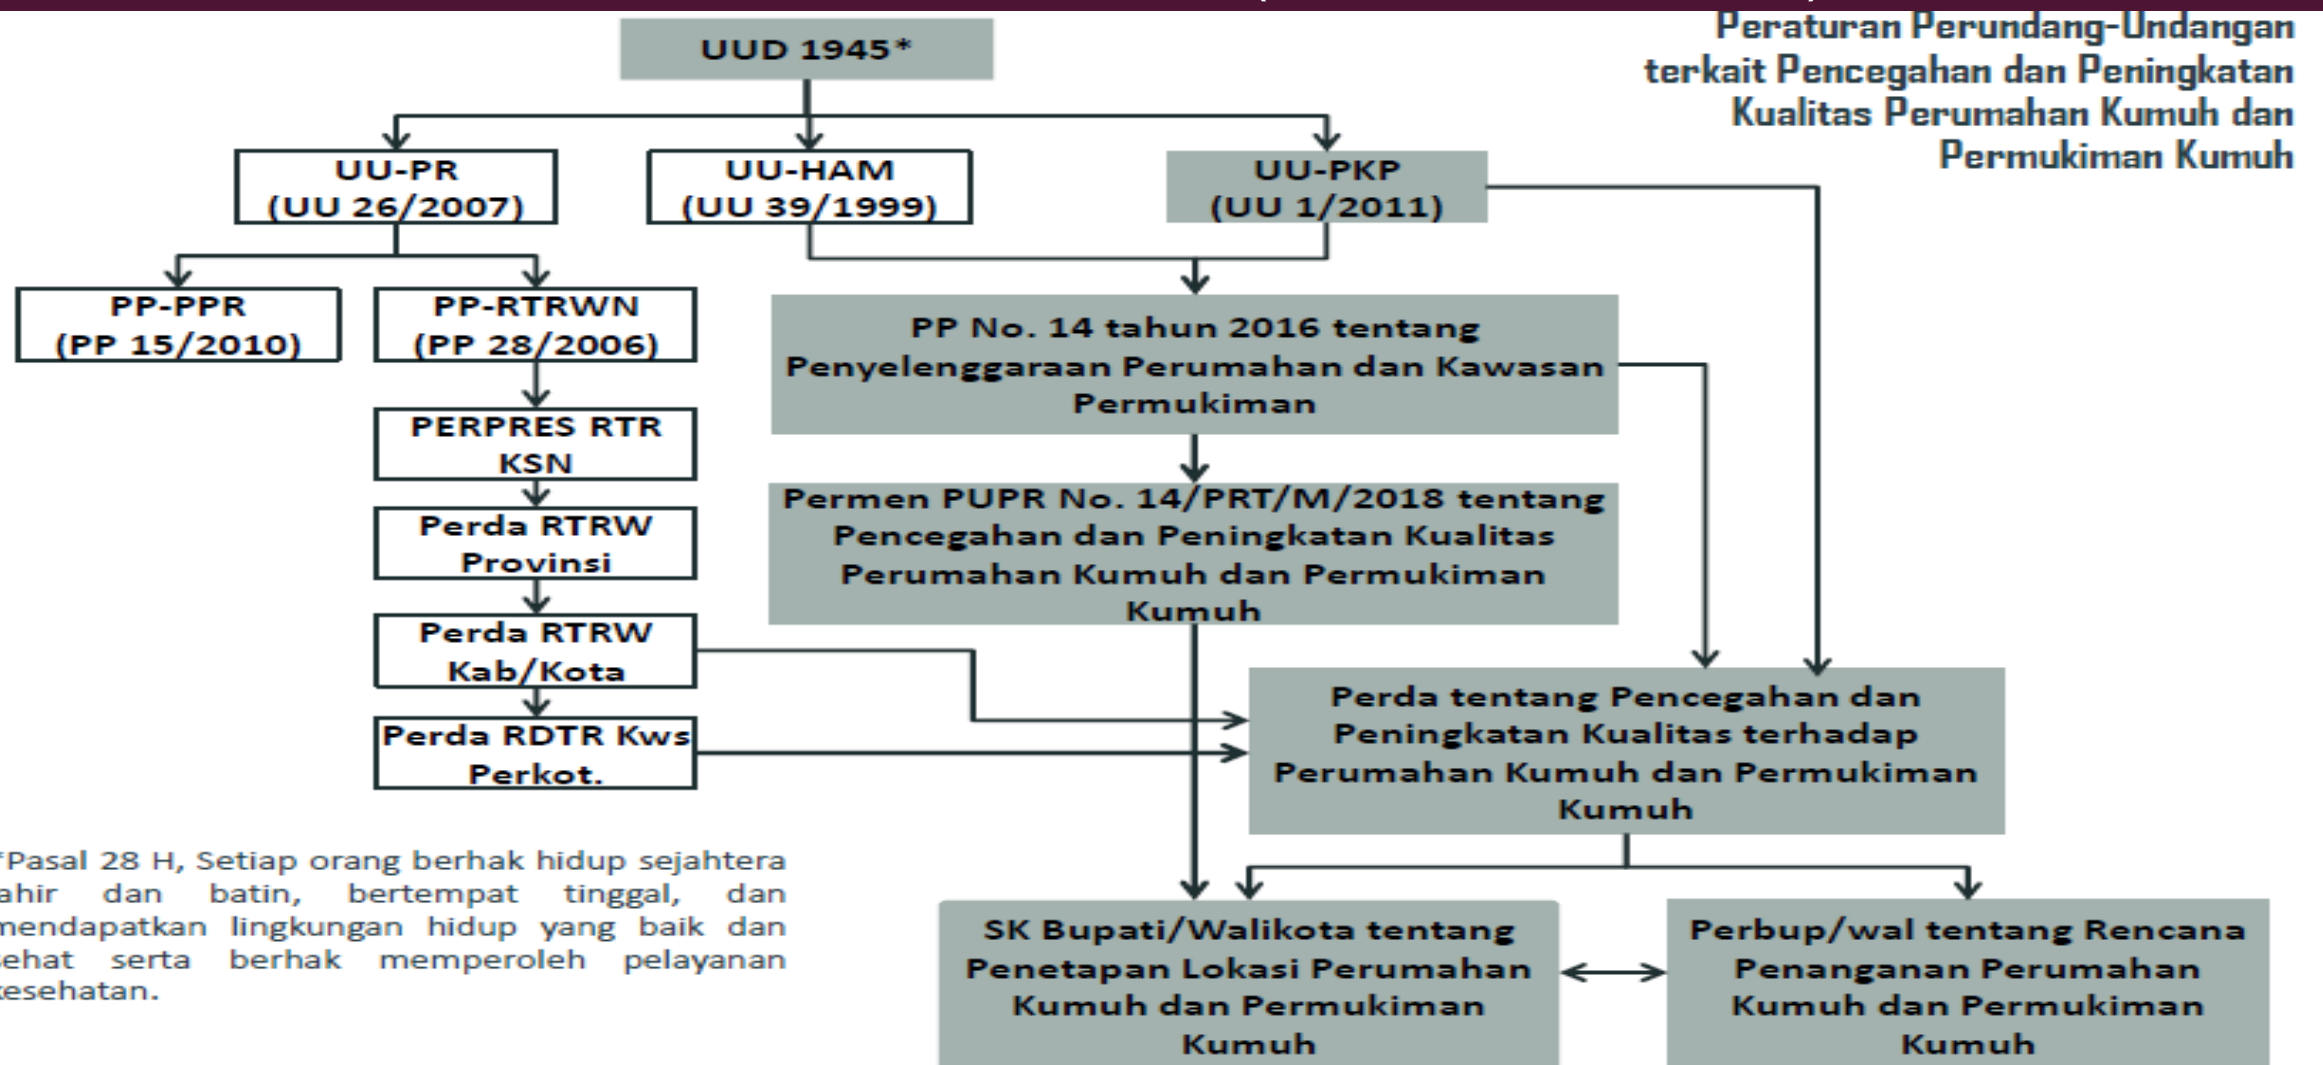 Peraturan Perundang-Undangan
terkait Pencegahan dan Peningkatan
Kualitas Perumahan Kumuh dan
Permukiman Kumuh
UUD 1945*
UU-PR
(UU 26/2007)
UU-HAM
(UU 39/1999)
UU-PKP
(UU 1/2011)
PP-PPR
(PP 15/2010)
PP-RTRWN
(PP 28/2006)
PP No. 14 tahun 2016 tentang
Penyelenggaraan Perumahan dan Kawasan
Permukiman
PERPRES RTR
KSN
Permen PUPR No. 14/PRT/M/2018 tentang
Pencegahan dan Peningkatan Kualitas
Perumahan Kumuh dan Permukiman
Kumuh
Perda RTRW
Provinsi
Perda RTRW
Kab/Kota
Perda RDTR Kws
Perkot.
Perda tentang Pencegahan dan
Peningkatan Kualitas terhadap
Perumahan Kumuh dan Permukiman
Kumuh
*Pasal 28 H, Setiap orang berhak hidup sejahtera
lahir dan batin, bertempat tinggal, dan
mendapatkan lingkungan hidup yang baik dan
sehat serta berhak memperoleh pelayanan
kesehatan.
SK Bupati/Walikota tentang
Penetapan Lokasi Perumahan
Kumuh dan Permukiman
Kumuh
Perbup/wal tentang Rencana
Penanganan Perumahan
Kumuh dan Permukiman
Kumuh